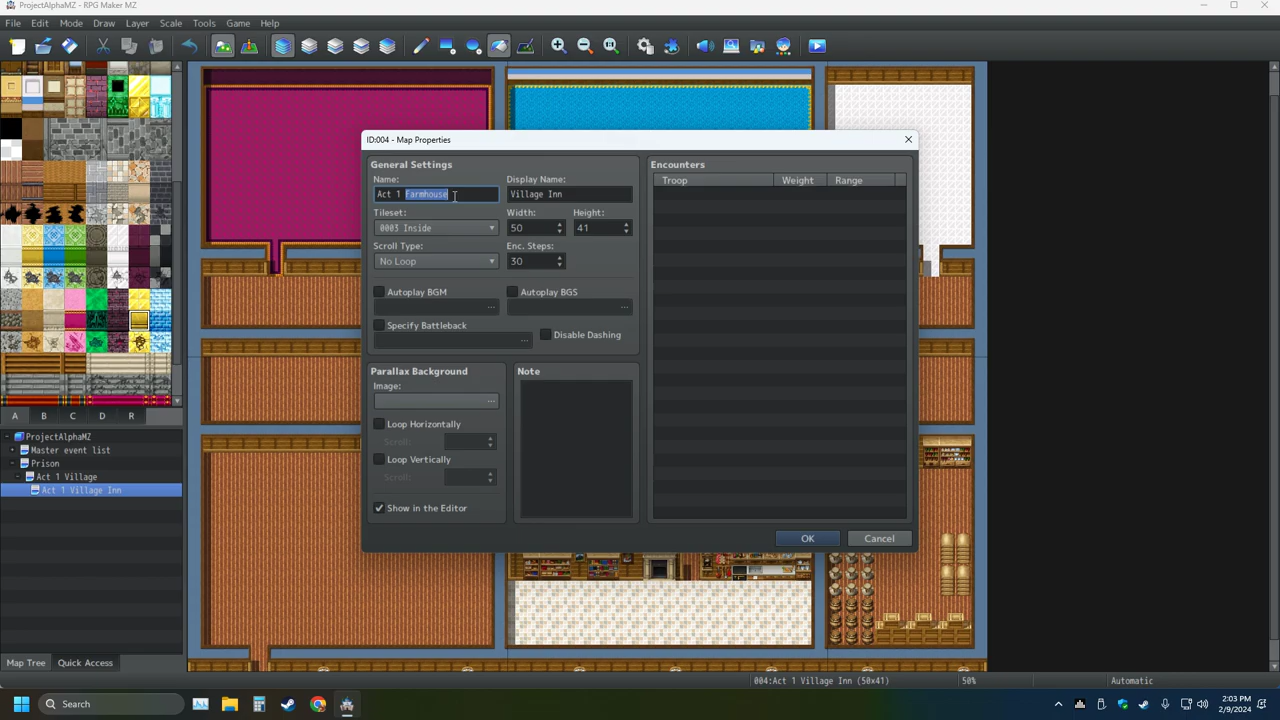 ProjectAlphaMZ - RPG Maker MZ
File Edit Mode Draw Layer Scale Tools Game Help
ID:004 - Map Properties
General Settings
Encounters
Name:
Display Name:
Troop Weight Range
Act 1 Farmhouse
Village Inn
Tileset:
Width:
Height:
0003 Inside
50
41
Scroll Type:
Enc. Steps:
No Loop
30
Autoplay BGM
Autoplay BGS
Specify Battleback
Disable Dashing
Parallax Background
Note
Image:
Loop Horizontally
Scroll:
Loop Vertically
Scroll:
Show in the Editor
OK
Cancel
A B C D R
ProjectAlphaMZ
Master event list
Prison
Act 1 Village
Act 1 Village Inn
Map Tree
Quick Access
004:Act 1 Village Inn (50x41)
50%
Automatic
Search
2:03 PM
2/9/2024